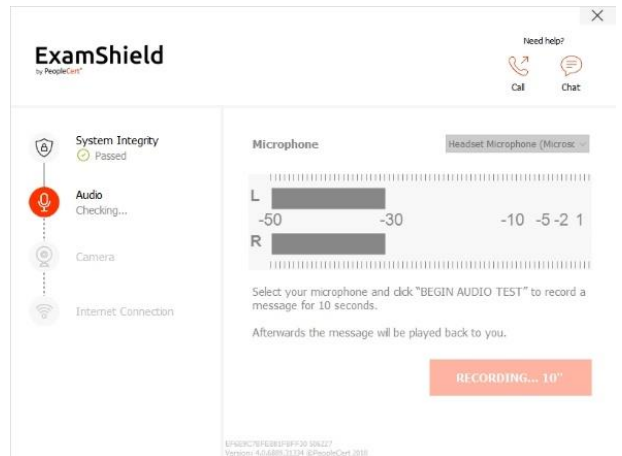 Need help?
ExamShield
by PeopleCert
Call
Chat
System Integrity
Passed
Audio
Checking...
Camera
Internet Connection
Microphone
Headset Microphone (Microsc
L
-50 -30 -10 -5 -2 1
R
Select your microphone and click "BEGIN AUDIO TEST" to record a
message for 10 seconds.
Afterwards the message will be played back to you.
RECORDING... 10"
©PeopleCert 2018